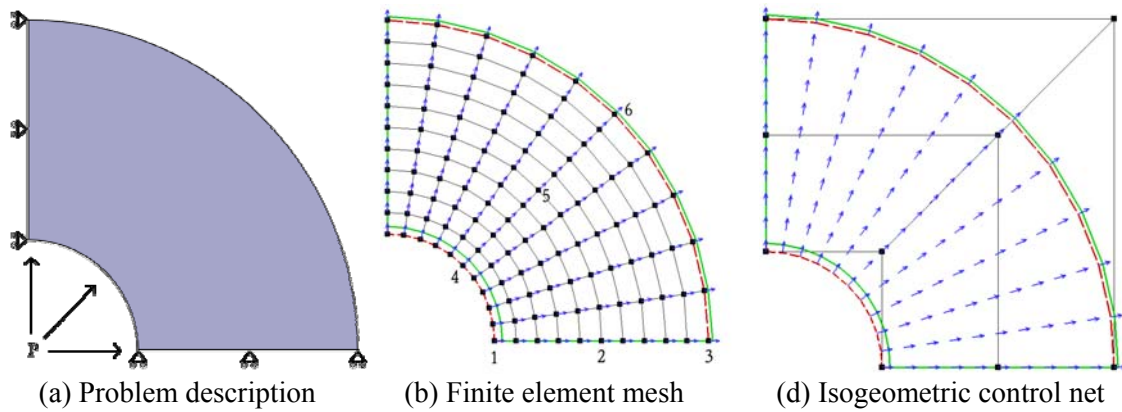 P
6
5
4
1 2 3
(a) Problem description (b) Finite element mesh (d) Isogeometric control net